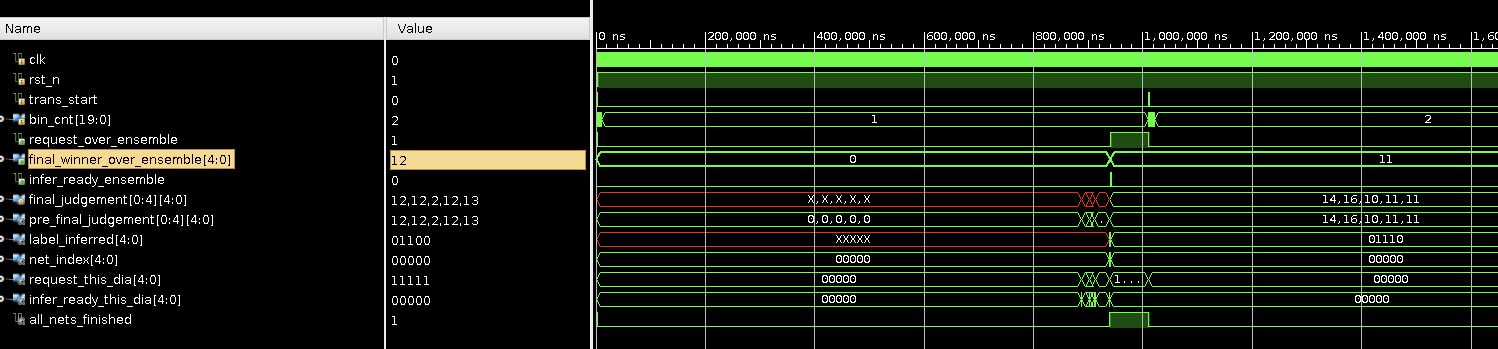 Name Value
0 ns 200,000 ns 400,000 ns 600,000 ns 800,000 ns 1,000,000 ns 1,200,000 ns 1,400,000 ns 1,60
clk 0
rst_n 1
trans_start 0
bin_cnt[19:0] 2 1 2
request_over_ensemble 1
final_winner_over_ensemble[4:0] 12 0 11
infer_ready_ensemble 0
final_judgement[0:4][4:0] 12,12,2,12,13 X,X,X,X,X 14,16,10,11,11
pre_final_judgement[0:4][4:0] 12,12,2,12,13 0,0,0,0,0 . 14,16,10,11,11
label_inferred[4:0] 01100 XXXXX 01110
net_index[4:0] 00000 00000 00000
request_this_dia[4:0] 11111 00000 1... 00000
infer_ready_this_dia[4:0] 00000 00000 00000
all_nets_finished 1